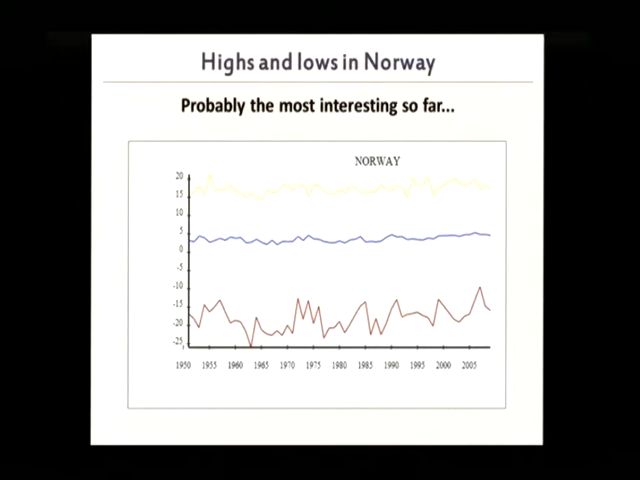 Highs and lows in Norway
Probably the most interesting so far...
NORWAY
20
15
10
5
0
-5
-10
-15
-20
-25
1950 1955 1960 1965 1970 1975 1980 1985 1990 1995 2000 2005